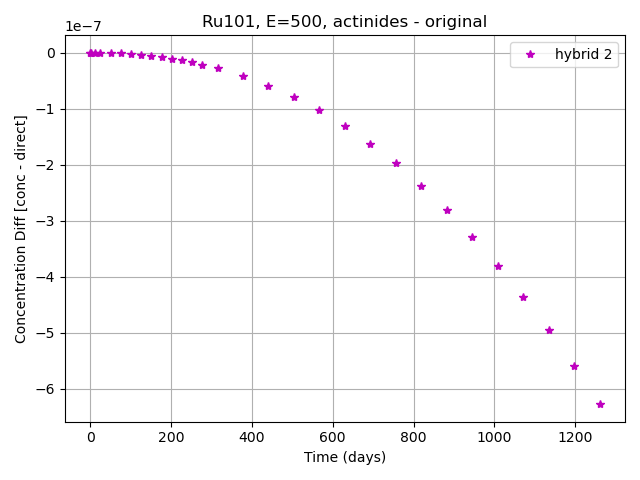 Ru101, E=500, actinides - original
1e−7
hybrid 2
0
−1
−2
−3
−4
−5
−6
Concentration Diff [conc - direct]
0 200 400 600 800 1000 1200
Time (days)